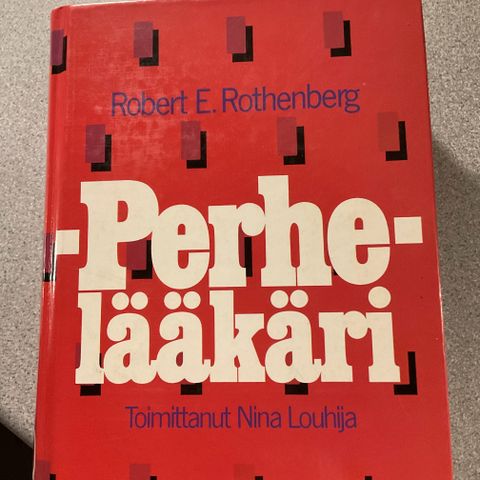 Robert E. Rothenberg
-Perhe-
lääkäri
Toimittanut Nina Louhija